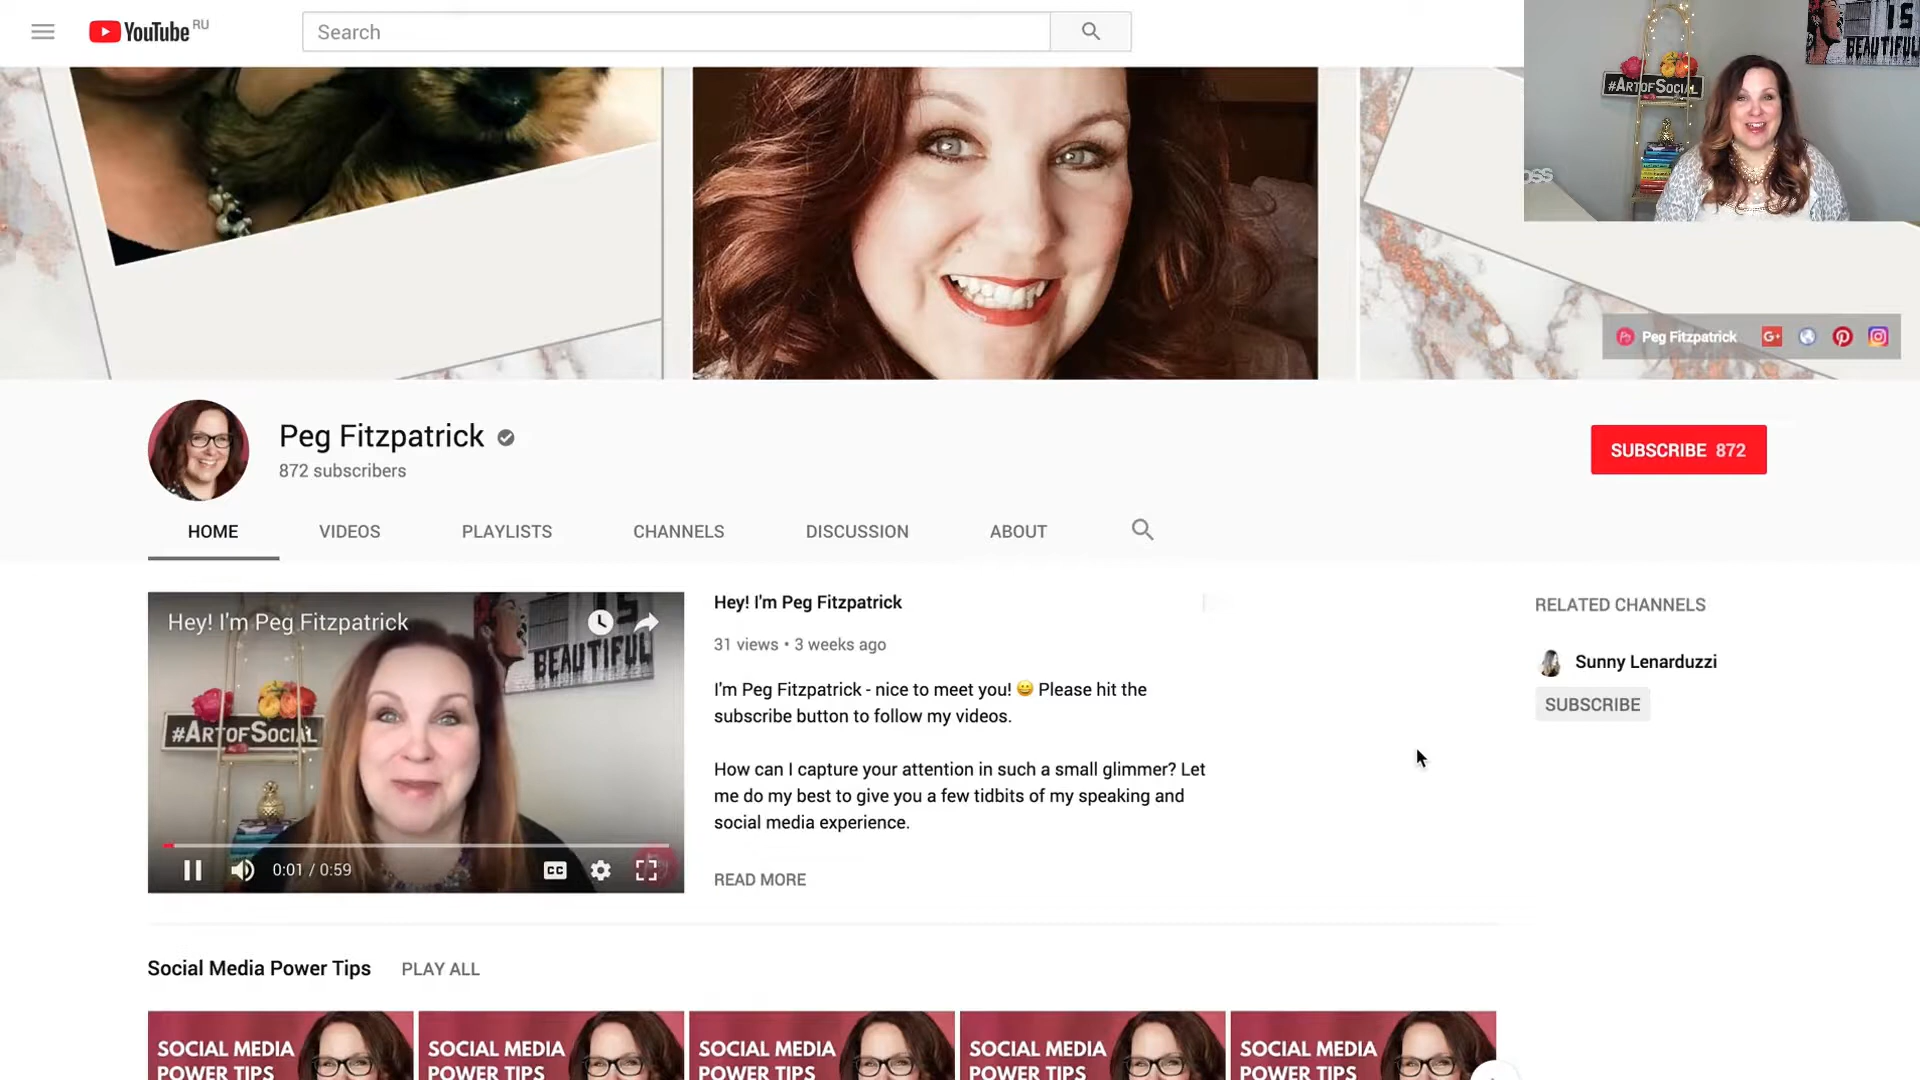 YouTube RU
Search
IS
BEAUTIFUL
#ARTOFSOCIAL
OSS
Peg Fitzpatrick
G+
Peg Fitzpatrick
872 subscribers
SUBSCRIBE 872
HOME VIDEOS PLAYLISTS CHANNELS DISCUSSION ABOUT
Hey! I'm Peg Fitzpatrick
IS
BEAUTIFUL
#ARTOFSOCIAL
0:01 / 0:59
CC
Hey! I'm Peg Fitzpatrick
31 views • 3 weeks ago
I'm Peg Fitzpatrick - nice to meet you! 😀 Please hit the
subscribe button to follow my videos.
How can I capture your attention in such a small glimmer? Let
me do my best to give you a few tidbits of my speaking and
social media experience.
READ MORE
RELATED CHANNELS
Sunny Lenarduzzi
SUBSCRIBE
Social Media Power Tips PLAY ALL
SOCIAL MEDIA
POWER TIPS
SOCIAL MEDIA
POWER TIPS
SOCIAL MEDIA
POWER TIPS
SOCIAL MEDIA
POWER TIPS
SOCIAL MEDIA
POWER TIPS